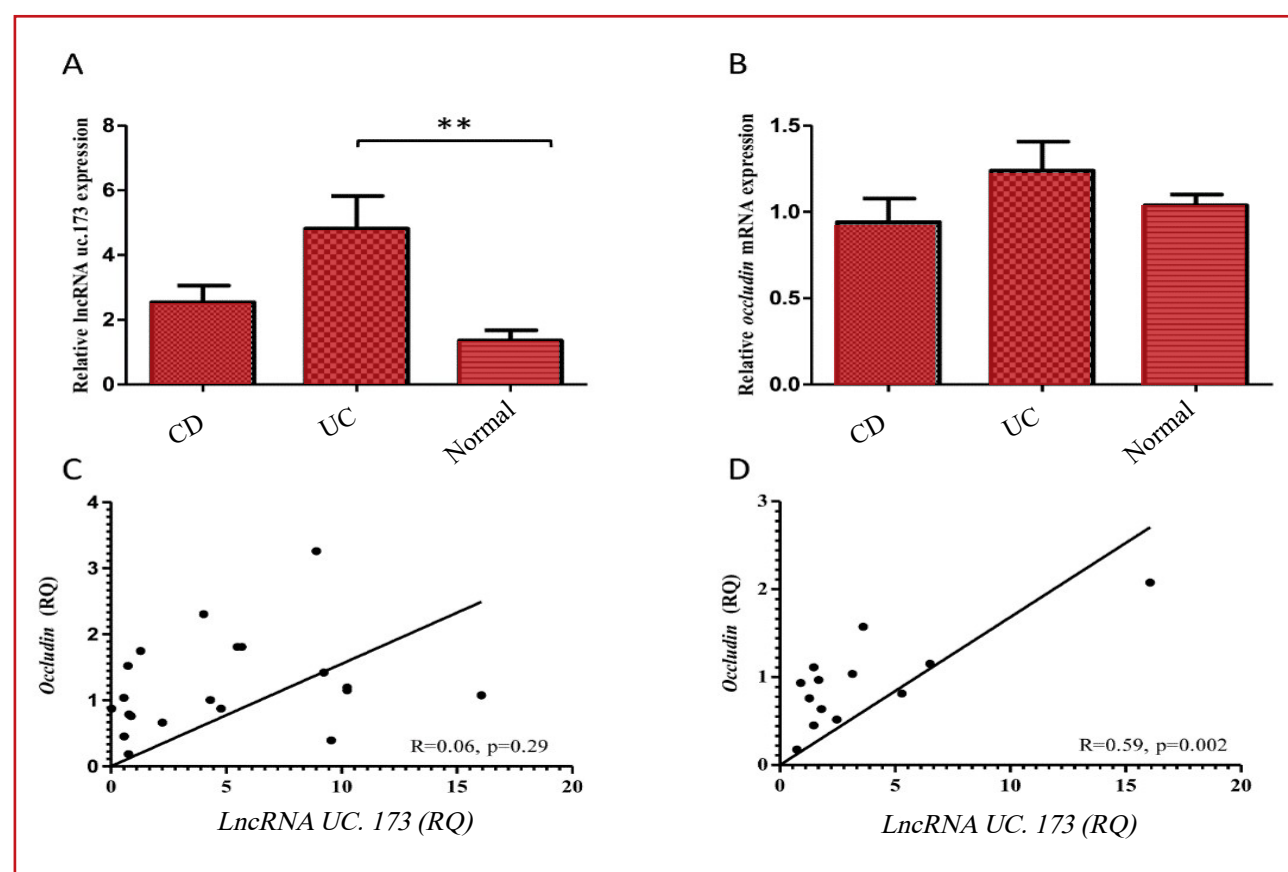 A
Relative lncRNA uc.173 expression
8
6
4
2
0
**
CD
UC
Normal
B
Relative occludin mRNA expression
1.5
1.0
0.5
0.0
CD
UC
Normal
C
Occludin (RQ)
4
3
2
1
0
R=0.06, p=0.29
0 5 10 15 20
LncRNA UC. 173 (RQ)
D
Occludin (RQ)
3
2
1
0
R=0.59, p=0.002
0 5 10 15 20
LncRNA UC. 173 (RQ)